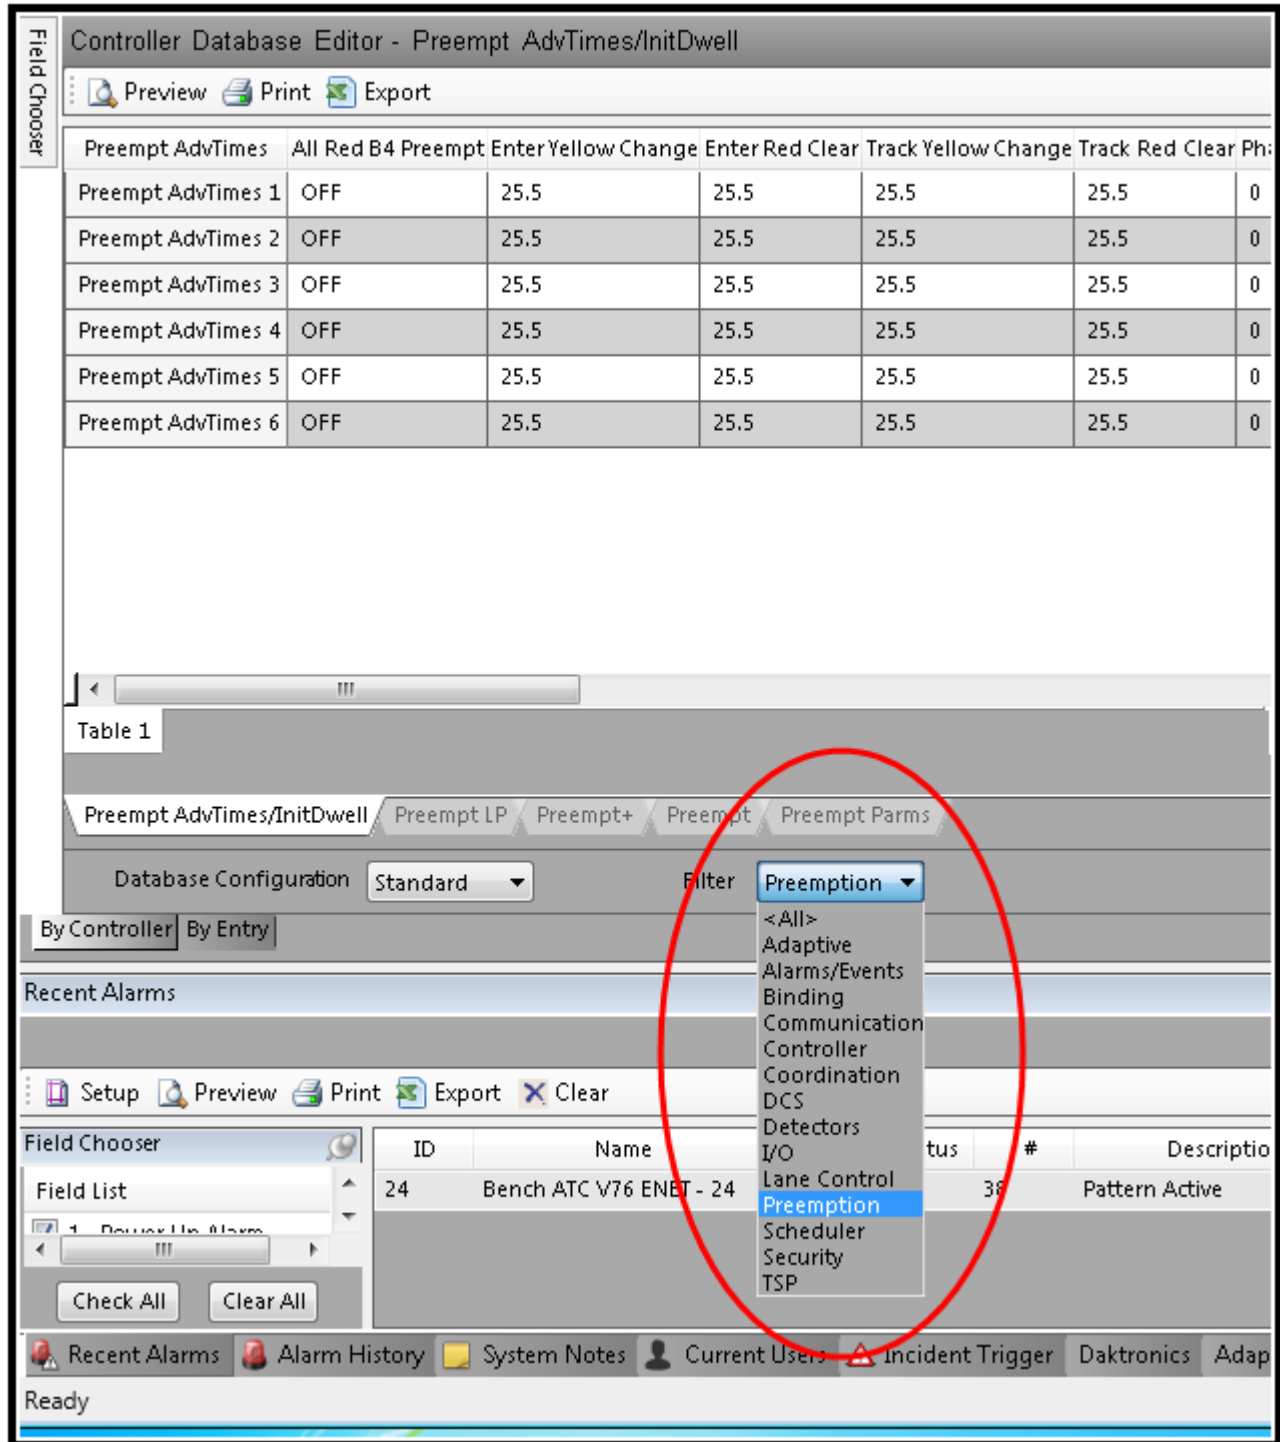 Field Chooser
Controller Database Editor - Preempt AdvTimes/InitDwell
Preview Print Export
Preempt AdvTimes All Red B4 Preempt Enter Yellow Change Enter Red Clear Track Yellow Change Track Red Clear
Preempt AdvTimes 1 OFF 25.5 25.5 25.5 25.5 0
Preempt AdvTimes 2 OFF 25.5 25.5 25.5 25.5 0
Preempt AdvTimes 3 OFF 25.5 25.5 25.5 25.5 0
Preempt AdvTimes 4 OFF 25.5 25.5 25.5 25.5 0
Preempt AdvTimes 5 OFF 25.5 25.5 25.5 25.5 0
Preempt AdvTimes 6 OFF 25.5 25.5 25.5 25.5 0
Table 1
Preempt AdvTimes/InitDwell Preempt LP Preempt+ Preempt Preempt Parms
Database Configuration Standard Filter Preemption
<All>
Adaptive
Alarms/Events
Binding
Communication
Controller
Coordination
DCS
Detectors
I/O
Lane Control
Preemption
Scheduler
Security
TSP
By Controller By Entry
Recent Alarms
Setup Preview Print Export Clear
Field Chooser
Field List
1 - Power Up Alarm
Check All Clear All
ID Name tus # Descriptio
24 Bench ATC V76 ENET - 24 38 Pattern Active
Recent Alarms Alarm History System Notes Current Users Incident Trigger Daktronics Adap
Ready